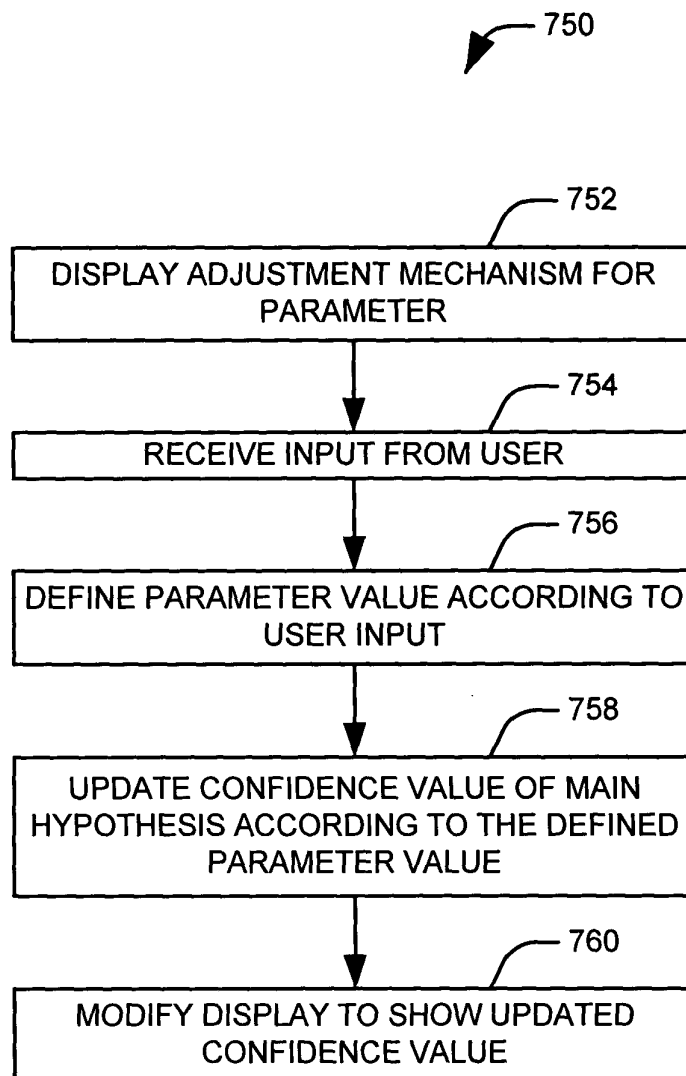 750
752
DISPLAY ADJUSTMENT MECHANISM FOR
PARAMETER
754
RECEIVE INPUT FROM USER
756
DEFINE PARAMETER VALUE ACCORDING TO
USER INPUT
758
UPDATE CONFIDENCE VALUE OF MAIN
HYPOTHESIS ACCORDING TO THE DEFINED
PARAMETER VALUE
760
MODIFY DISPLAY TO SHOW UPDATED
CONFIDENCE VALUE